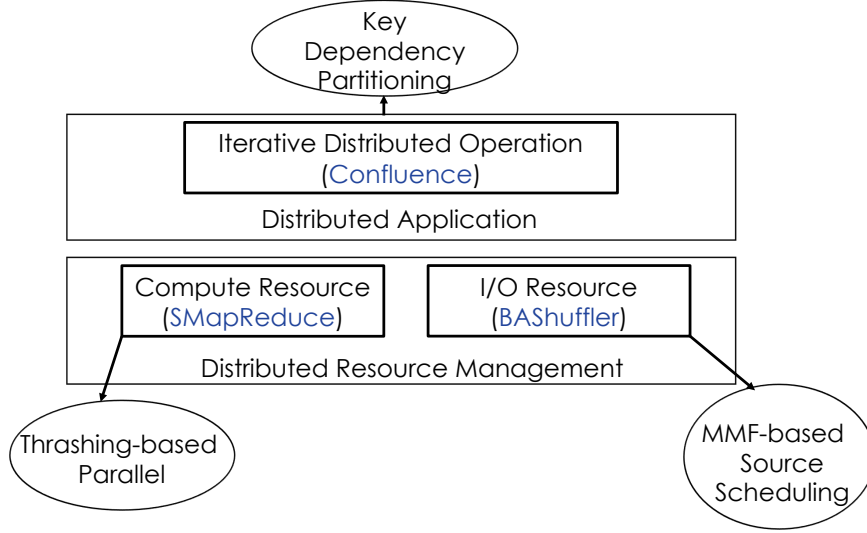 Key
Dependency
Partitioning
Iterative Distributed Operation
(Confluence)
Distributed Application
Compute Resource
(SMapReduce)
I/O Resource
(BAShuffler)
Distributed Resource Management
Thrashing-based
Parallel
MMF-based
Source
Scheduling